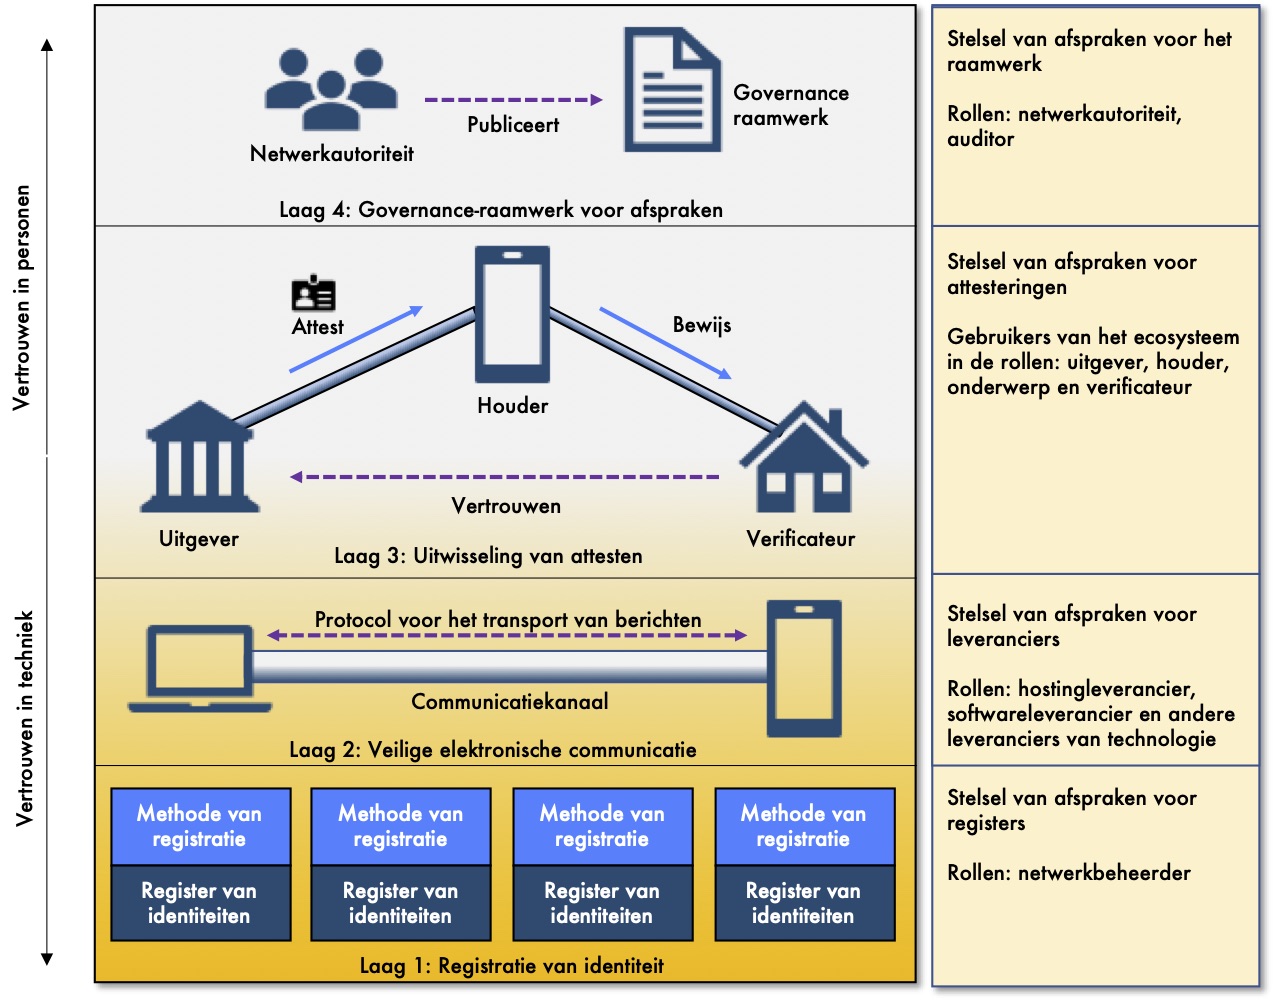 Vertrouwen in personen
Vertrouwen in techniek
Netwerkautoriteit
Publiceert
Governance
raamwerk
Laag 4: Governance-raamwerk voor afspraken
Stelsel van afspraken voor het
raamwerk
Rollen: netwerkautoriteit,
auditor
Attest
Houder
Bewijs
Uitgever
Vertrouwen
Verificateur
Laag 3: Uitwisseling van attesten
Stelsel van afspraken voor
attesteringen
Gebruikers van het ecosysteem
in de rollen: uitgever, houder,
onderwerp en verificateur
Protocol voor het transport van berichten
Communicatiekanaal
Laag 2: Veilige elektronische communicatie
Stelsel van afspraken voor
leveranciers
Rollen: hostingleverancier,
softwareleverancier en andere
leveranciers van technologie
Methode van
registratie
Register van
identiteiten
Methode van
registratie
Register van
identiteiten
Methode van
registratie
Register van
identiteiten
Methode van
registratie
Register van
identiteiten
Laag 1: Registratie van identiteit
Stelsel van afspraken voor
registers
Rollen: netwerkbeheerder